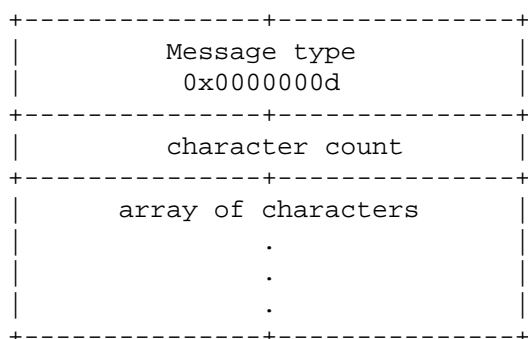 +---------------+---------------+
|          Message type         |
|           0x0000000d          |
+---------------+---------------+
|          character count      |
+---------------+---------------+
|       array of characters     |
|               .               |
|               .               |
|               .               |
+---------------+---------------+